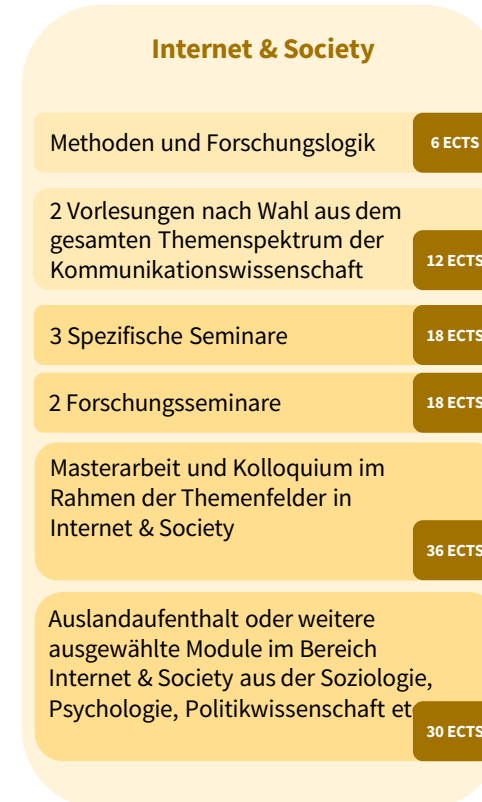 Internet & Society
Methoden und Forschungslogik
6 ECTS
2 Vorlesungen nach Wahl aus dem
gesamten Themenspektrum der
Kommunikationswissenschaft
12 ECTS
3 Spezifische Seminare
18 ECTS
2 Forschungsseminare
18 ECTS
Masterarbeit und Kolloquium im
Rahmen der Themenfelder in
Internet & Society
36 ECTS
Auslandaufenthalt oder weitere
ausgewählte Module im Bereich
Internet & Society aus der Soziologie,
Psychologie, Politikwissenschaft et
30 ECTS